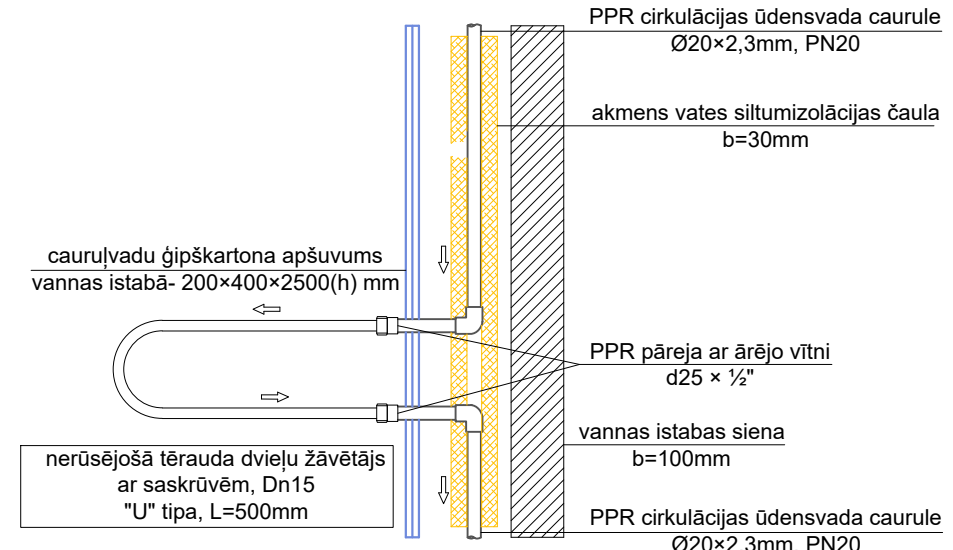 PPR cirkulācijas ūdensvada caurule
Ø20×2,3mm, PN20
akmens vates siltumizolācijas čaula
b=30mm
cauruļvadu ģipškartona apšuvums
vannas istabā- 200×400×2500(h) mm
PPR pāreja ar ārējo vītni
d25 × ½"
vannas istabas siena
b=100mm
nerūsējošā tērauda dvieļu žāvētājs
ar saskrūvēm, Dn15
"U" tipa, L=500mm
PPR cirkulācijas ūdensvada caurule
Ø20×2,3mm, PN20